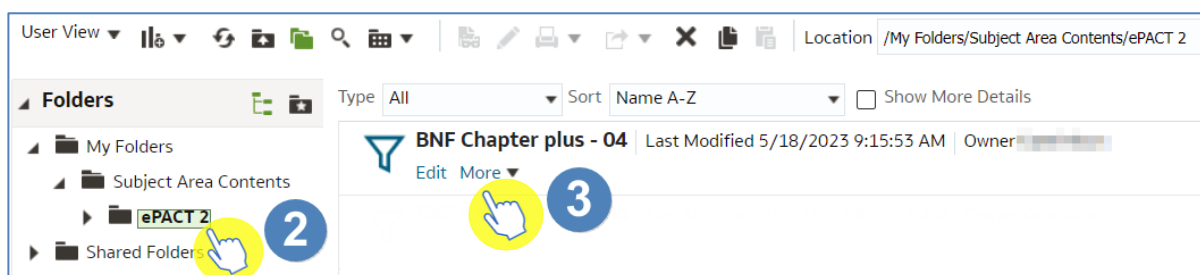 User View
Location /My Folders/Subject Area Contents/ePACT 2
Folders
Type All Sort Name A-Z Show More Details
My Folders
BNF Chapter plus - 04 Last Modified 5/18/2023 9:15:53 AM Owner
Edit More
Subject Area Contents
ePACT 2
2
3
Shared Folders